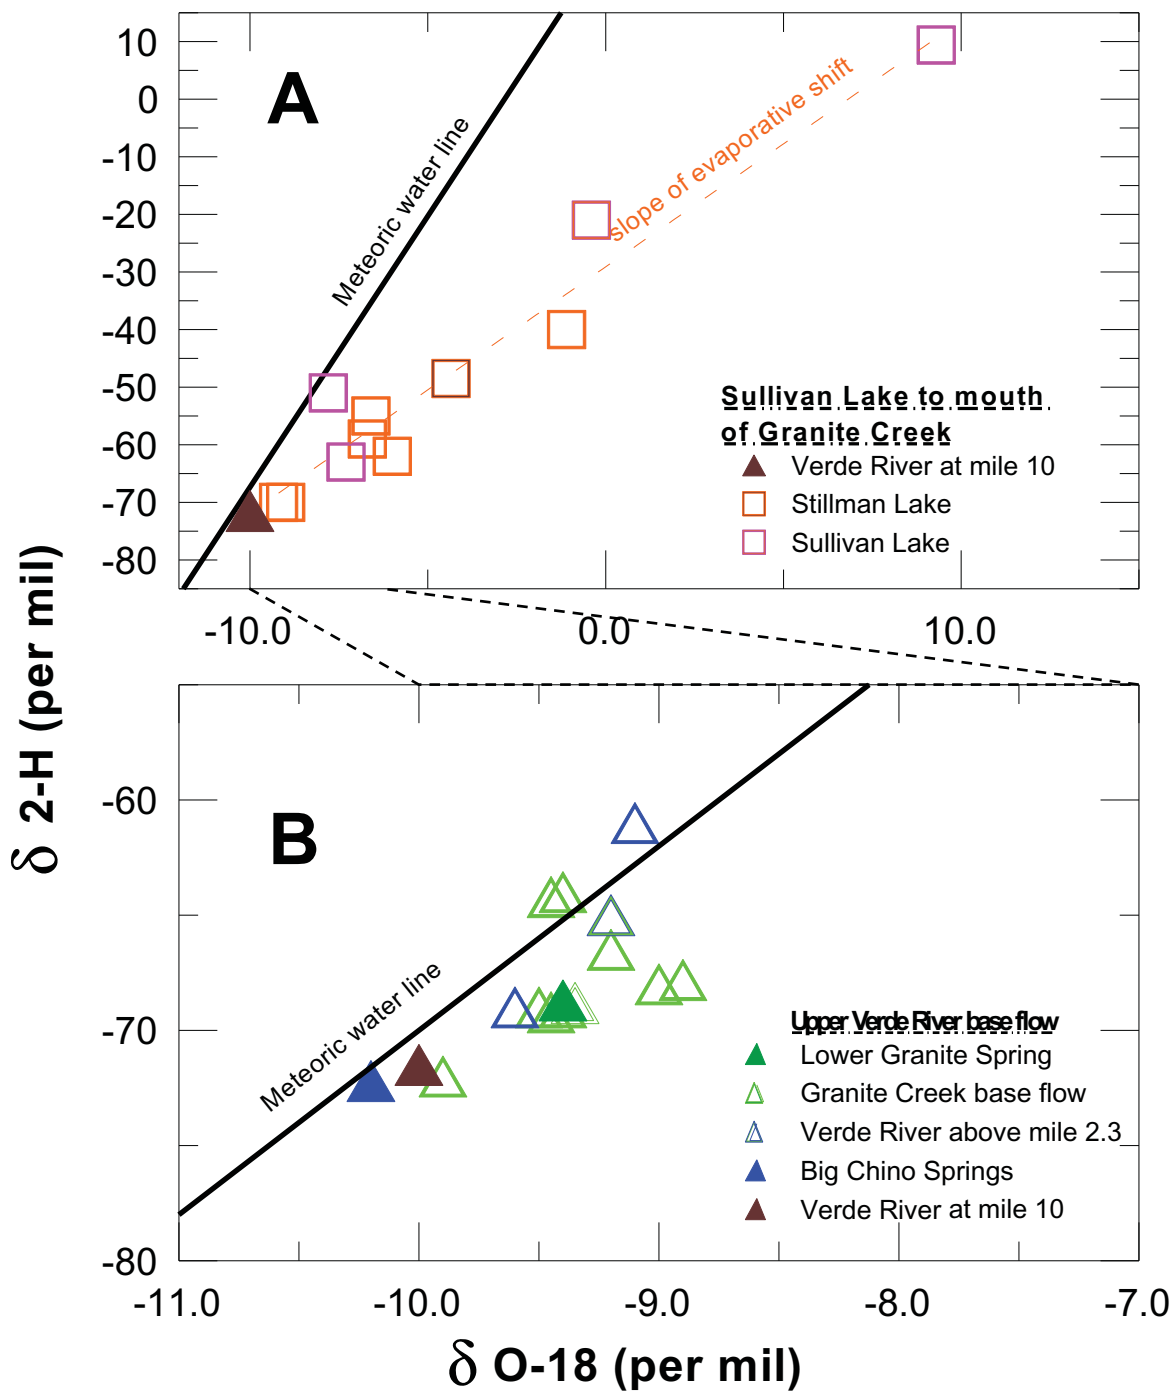 A
10
0
-10
-20
-30
-40
-50
-60
-70
-80
Meteoric water line
slope of evaporative shift
Sullivan Lake to mouth
of Granite Creek
Verde River at mile 10
Stillman Lake
Sullivan Lake
-10.0 0.0 10.0
δ 2-H (per mil)
B
-60
-70
-80
Meteoric water line
Upper Verde River base flow
Lower Granite Spring
Granite Creek base flow
Verde River above mile 2.3
Big Chino Springs
Verde River at mile 10
-11.0 -10.0 -9.0 -8.0 -7.0
δ O-18 (per mil)